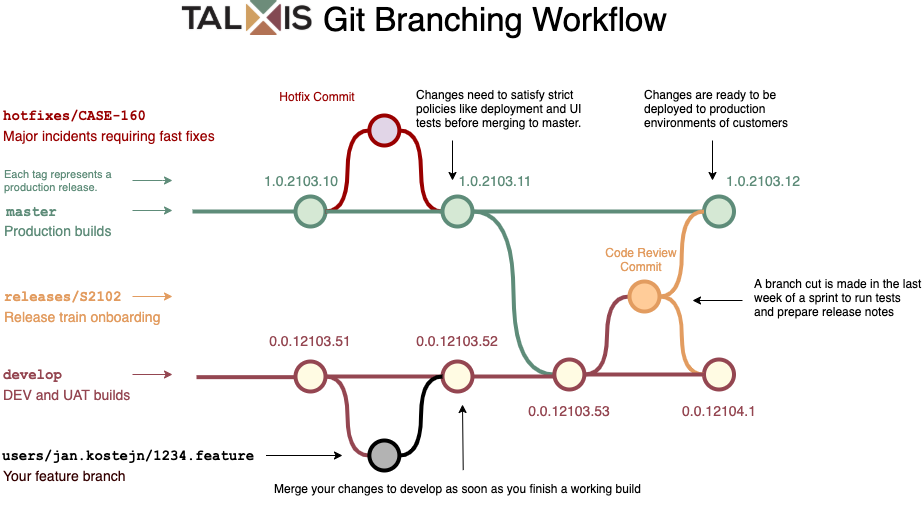 TALXIS Git Branching Workflow
Hotfix Commit
Changes need to satisfy strict
policies like deployment and UI
tests before merging to master.
Changes are ready to be
deployed to production
environments of customers
hotfixes/CASE-160
Major incidents requiring fast fixes
Each tag represents a
production release.
1.0.2103.10
1.0.2103.11
1.0.2103.12
master
Production builds
Code Review
Commit
releases/S2102
Release train onboarding
A branch cut is made in the last
week of a sprint to run tests
and prepare release notes
0.0.12103.51
0.0.12103.52
develop
DEV and UAT builds
0.0.12103.53
0.0.12104.1
users/jan.kostejn/1234.feature
Your feature branch
Merge your changes to develop as soon as you finish a working build